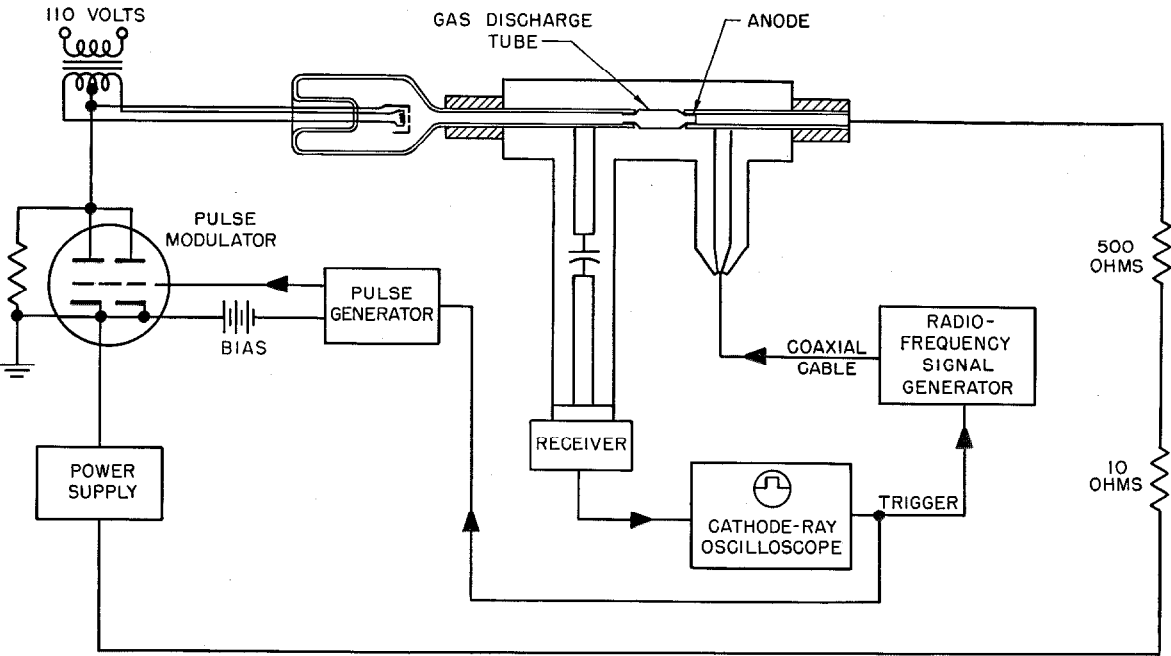 110 VOLTS
GAS DISCHARGE
TUBE
ANODE
PULSE
MODULATOR
500
OHMS
PULSE
GENERATOR
BIAS
COAXIAL
CABLE
RADIO-
FREQUENCY
SIGNAL
GENERATOR
RECEIVER
POWER
SUPPLY
10
OHMS
TRIGGER
CATHODE-RAY
OSCILLOSCOPE